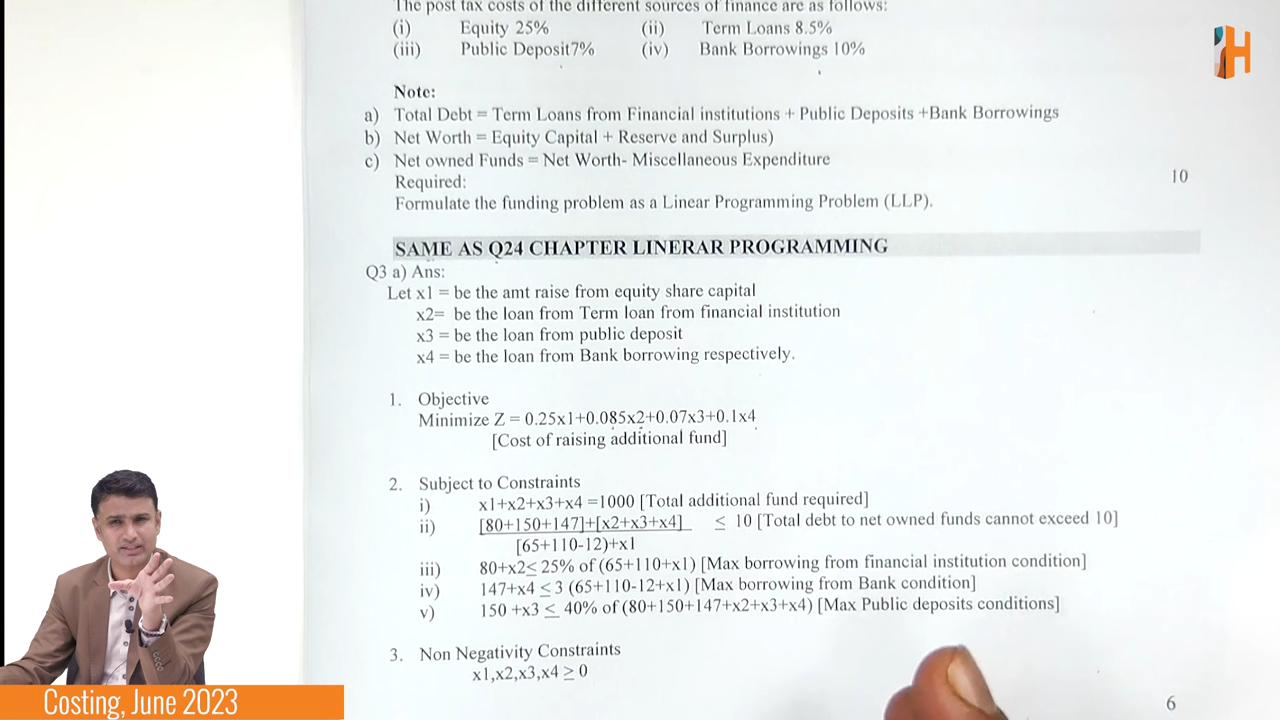 The post tax costs of the different sources of finance are as follows:
(i) Equity 25% (ii) Term Loans 8.5%
(iii) Public Deposit7% (iv) Bank Borrowings 10%
Note:
a) Total Debt = Term Loans from Financial institutions + Public Deposits +Bank Borrowings
b) Net Worth = Equity Capital + Reserve and Surplus)
c) Net owned Funds = Net Worth- Miscellaneous Expenditure
Required: 10
Formulate the funding problem as a Linear Programming Problem (LLP).
SAME AS Q24 CHAPTER LINERAR PROGRAMMING
Q3 a) Ans:
Let x1 = be the amt raise from equity share capital
x2= be the loan from Term loan from financial institution
x3 = be the loan from public deposit
x4 = be the loan from Bank borrowing respectively.
1. Objective
Minimize Z = 0.25x1+0.085x2+0.07x3+0.1x4
[Cost of raising additional fund]
2. Subject to Constraints
i) x1+x2+x3+x4 =1000 [Total additional fund required]
ii) [80+150+147]+[x2+x3+x4] ≤ 10 [Total debt to net owned funds cannot exceed 10]
[65+110-12)+x1
iii) 80+x2≤ 25% of (65+110+x1) [Max borrowing from financial institution condition]
iv) 147+x4 ≤ 3 (65+110-12+x1) [Max borrowing from Bank condition]
v) 150 +x3 ≤ 40% of (80+150+147+x2+x3+x4) [Max Public deposits conditions]
3. Non Negativity Constraints
x1,x2,x3,x4 ≥ 0
6
H
Costing, June 2023